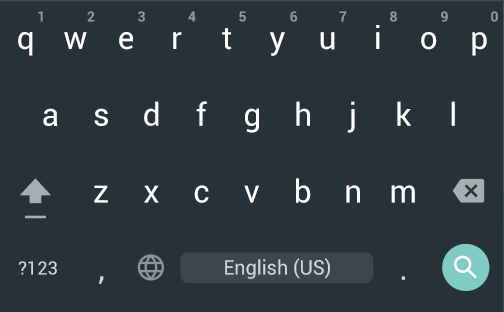 1 2 3 4 5 6 7 8 9 0
q w e r t y u i o p
a s d f g h j k l
z x c v b n m
?123 , English (US) .